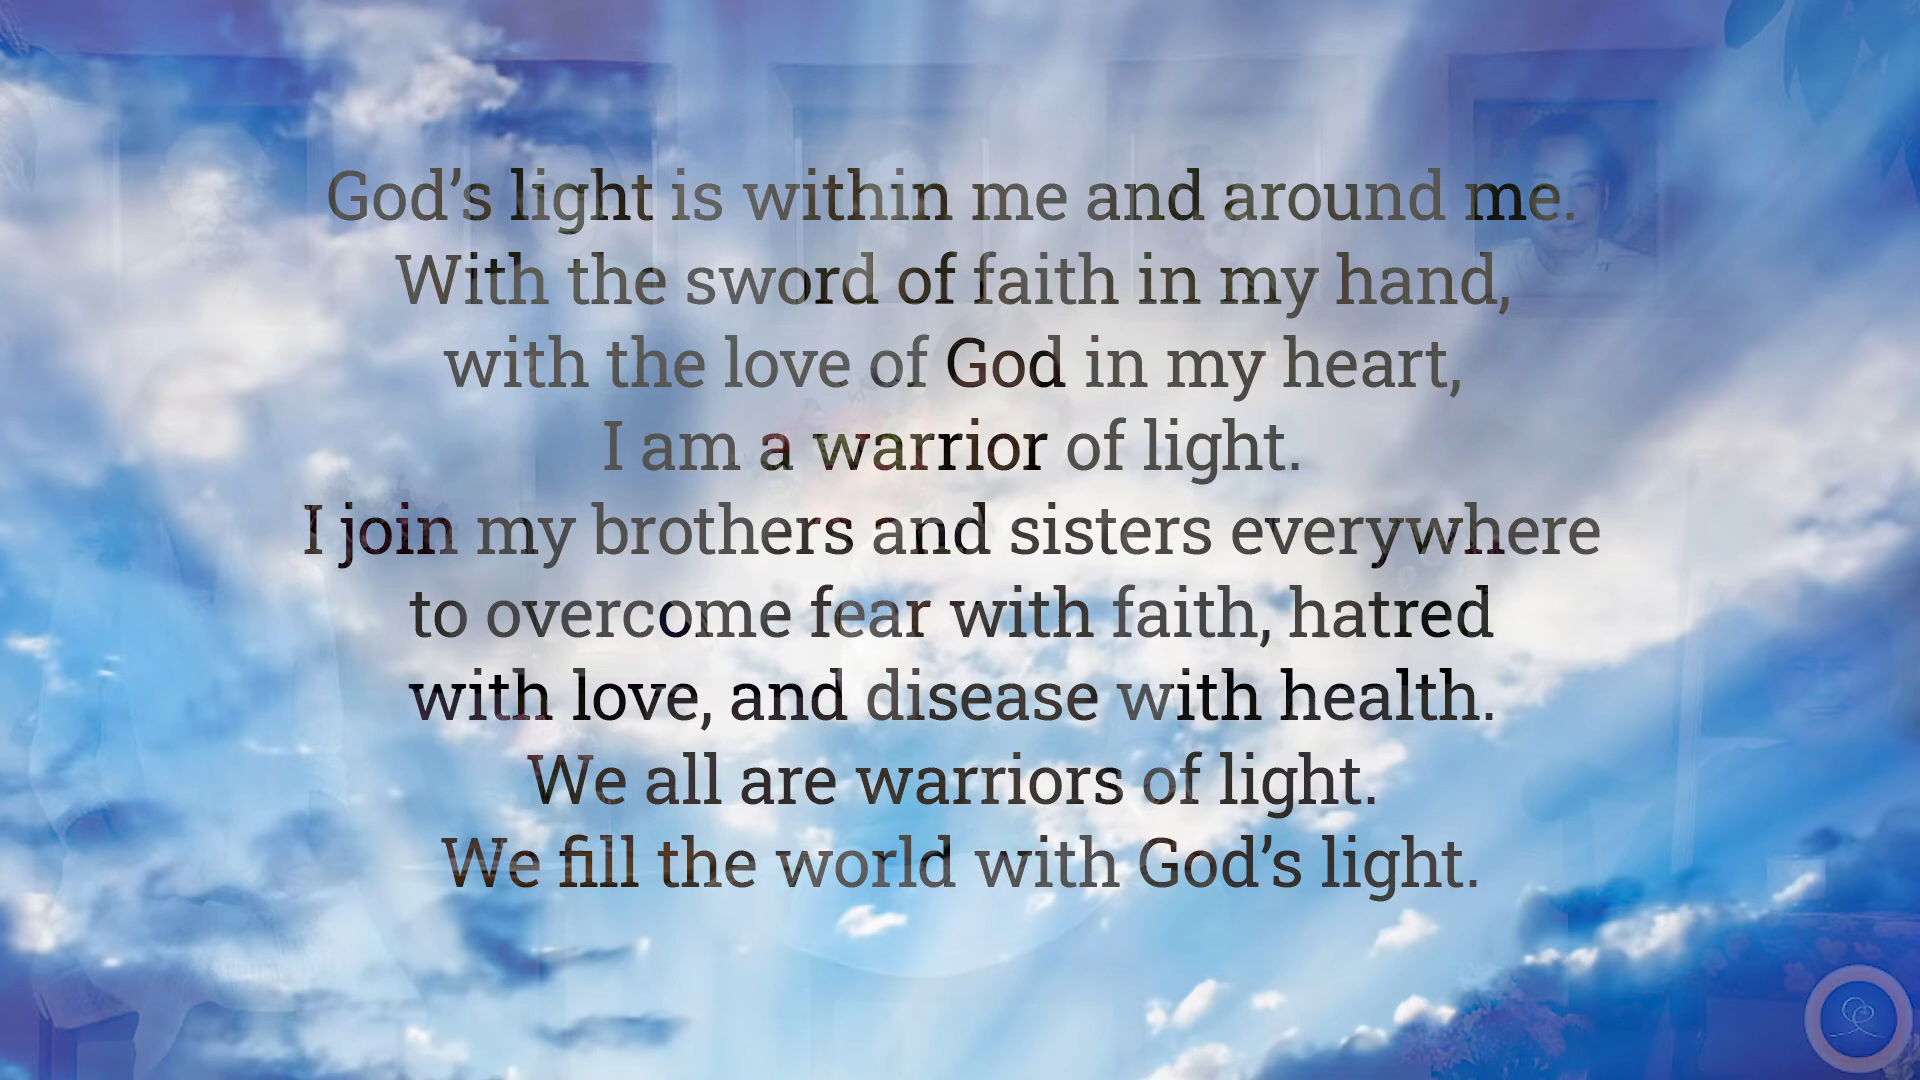 God’s light is within me and around me.
With the sword of faith in my hand,
with the love of God in my heart,
I am a warrior of light.
I join my brothers and sisters everywhere
to overcome fear with faith, hatred
with love, and disease with health.
We all are warriors of light.
We fill the world with God’s light.